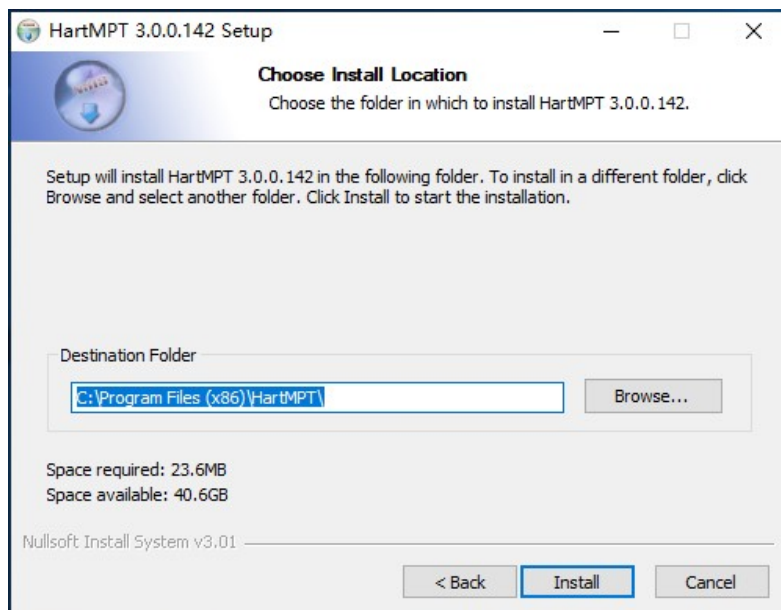 HartMPT 3.0.0.142 Setup
Choose Install Location
Choose the folder in which to install HartMPT 3.0.0.142.
Setup will install HartMPT 3.0.0.142 in the following folder. To install in a different folder, click
Browse and select another folder. Click Install to start the installation.
Destination Folder
C:\Program Files (x86)\HartMPT\
Browse...
Space required: 23.6MB
Space available: 40.6GB
Nullsoft Install System v3.01
< Back
Install
Cancel